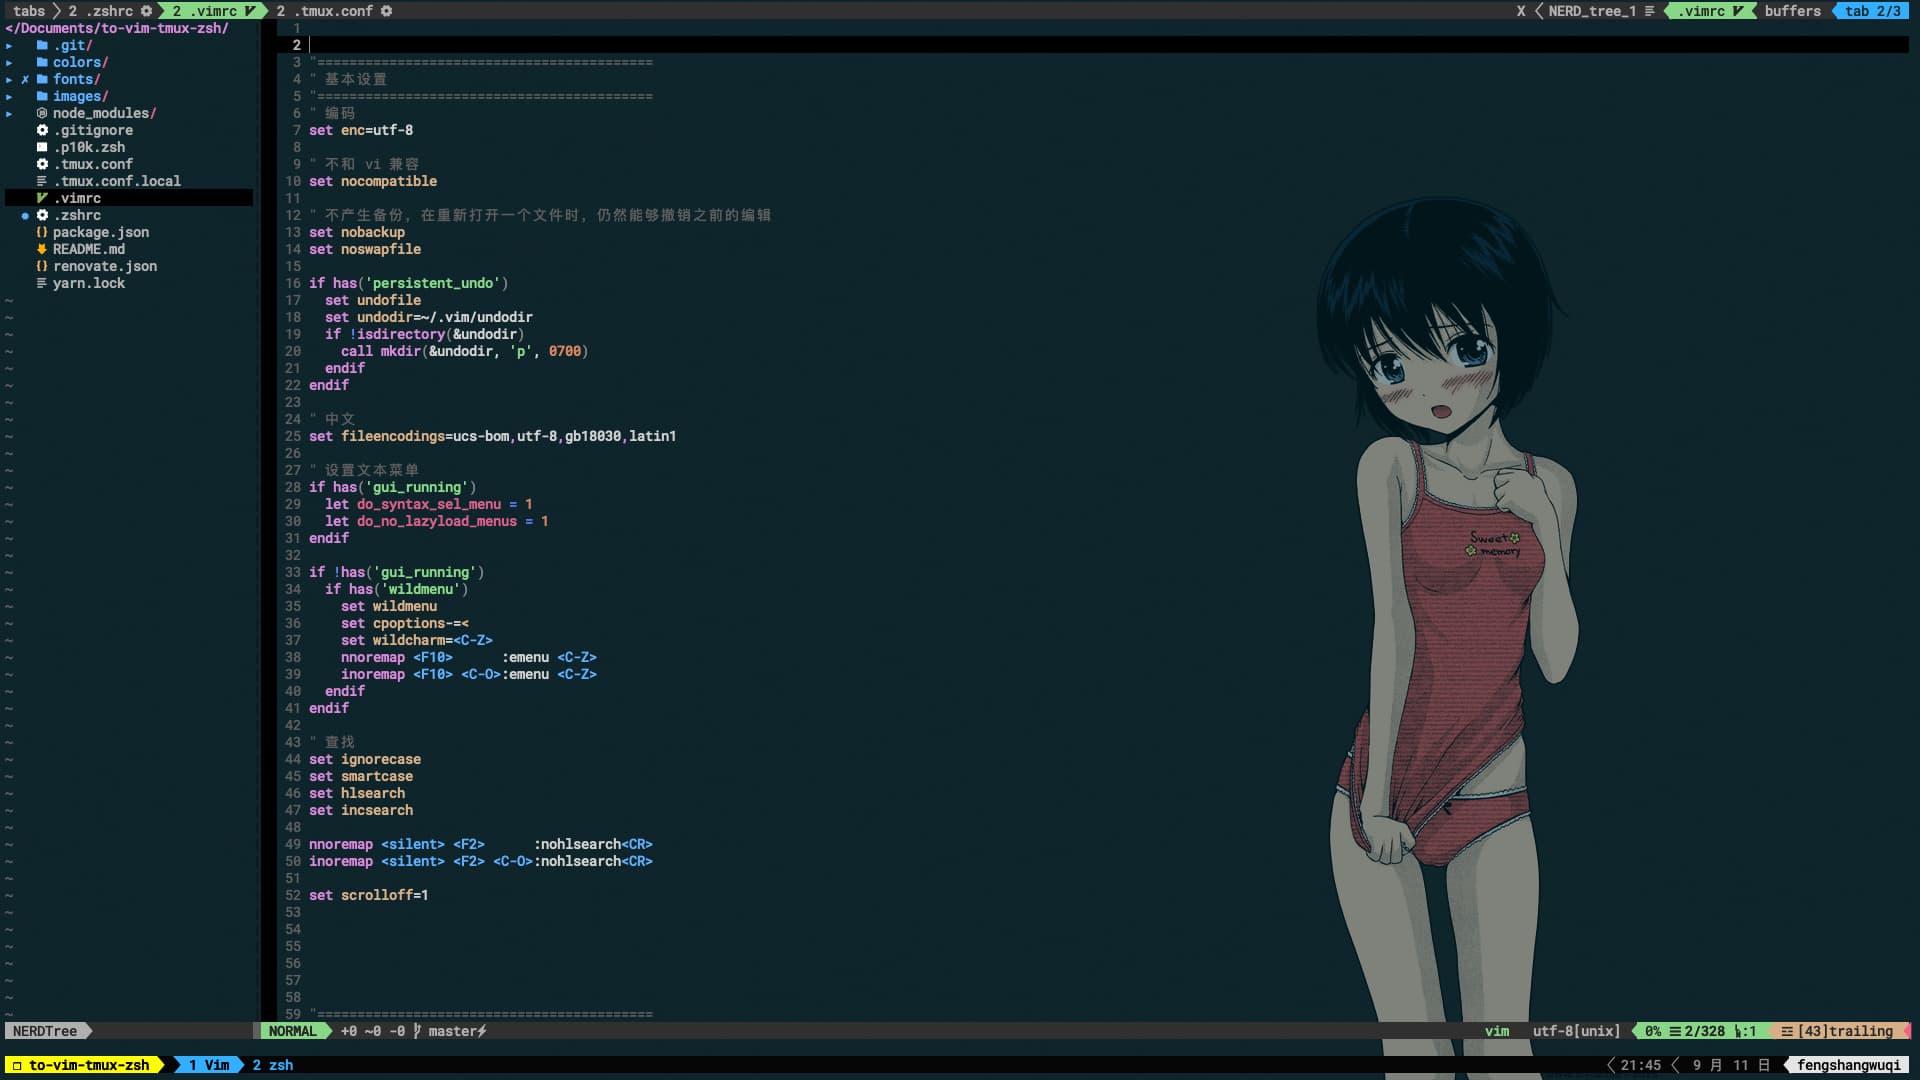 tabs 2 .zshrc 2 .vimrc 2 .tmux.conf X NERD_tree_1 .vimrc buffers tab 2/3
</Documents/to-vim-tmux-zsh/
▸ .git/
▸ colors/
▸ ✗ fonts/
▸ images/
▸ node_modules/
.gitignore
.p10k.zsh
.tmux.conf
.tmux.conf.local
.vimrc
.zshrc
package.json
README.md
renovate.json
yarn.lock
1
2
3 "==========================================
4 " 基本设置
5 "==========================================
6 " 编码
7 set enc=utf-8
8
9 " 不和 vi 兼容
10 set nocompatible
11
12 " 不产生备份, 在重新打开一个文件时, 仍然能够撤销之前的编辑
13 set nobackup
14 set noswapfile
15
16 if has('persistent_undo')
17   set undofile
18   set undodir=~/.vim/undodir
19   if !isdirectory(&undodir)
20     call mkdir(&undodir, 'p', 0700)
21   endif
22 endif
23
24 " 中文
25 set fileencodings=ucs-bom,utf-8,gb18030,latin1
26
27 " 设置文本菜单
28 if has('gui_running')
29   let do_syntax_sel_menu = 1
30   let do_no_lazyload_menus = 1
31 endif
32
33 if !has('gui_running')
34   if has('wildmenu')
35     set wildmenu
36     set cpoptions-=<
37     set wildcharm=<C-Z>
38     nnoremap <F10>      :emenu <C-Z>
39     inoremap <F10> <C-O>:emenu <C-Z>
40   endif
41 endif
42
43 " 查找
44 set ignorecase
45 set smartcase
46 set hlsearch
47 set incsearch
48
49 nnoremap <silent> <F2>      :nohlsearch<CR>
50 inoremap <silent> <F2> <C-O>:nohlsearch<CR>
51
52 set scrolloff=1
53
54
55
56
57
58
59 "==========================================
Sweet
memory
NERDTree NORMAL +0 ~0 -0 master⚡ vim utf-8[unix] 0% 2/328 :1 [43]trailing
to-vim-tmux-zsh 1 Vim 2 zsh 21:45 9 月 11 日 fengshangwuqi